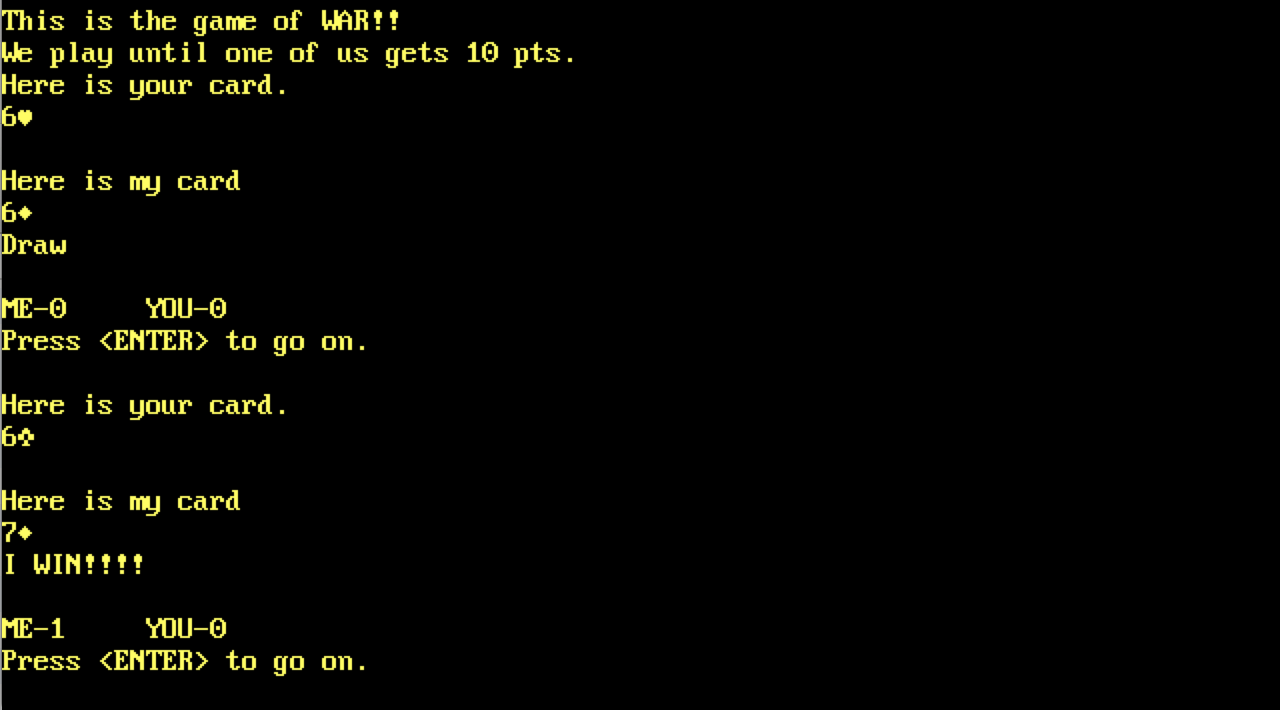 This is the game of WAR!!
We play until one of us gets 10 pts.
Here is your card.
6♥
Here is my card
6♦
Draw
ME-0     YOU-0
Press <ENTER> to go on.
Here is your card.
6♣
Here is my card
7♦
I WIN!!!!
ME-1     YOU-0
Press <ENTER> to go on.